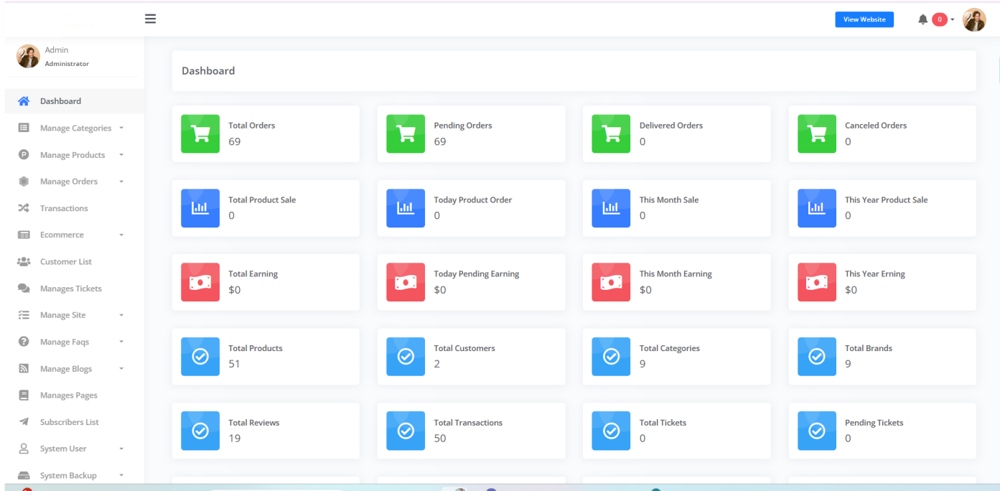 View Website
0
Admin
Administrator
Dashboard
Dashboard
Manage Categories
Manage Products
Manage Orders
Transactions
Ecommerce
Customer List
Manages Tickets
Manage Site
Manage Faqs
Manage Blogs
Manages Pages
Subscribers List
System User
System Backup
Total Orders
69
Pending Orders
69
Delivered Orders
0
Canceled Orders
0
Total Product Sale
0
Today Product Order
0
This Month Sale
0
This Year Product Sale
0
Total Earning
$0
Today Pending Earning
$0
This Month Earning
$0
This Year Erning
$0
Total Products
51
Total Customers
2
Total Categories
9
Total Brands
9
Total Reviews
19
Total Transactions
50
Total Tickets
0
Pending Tickets
0